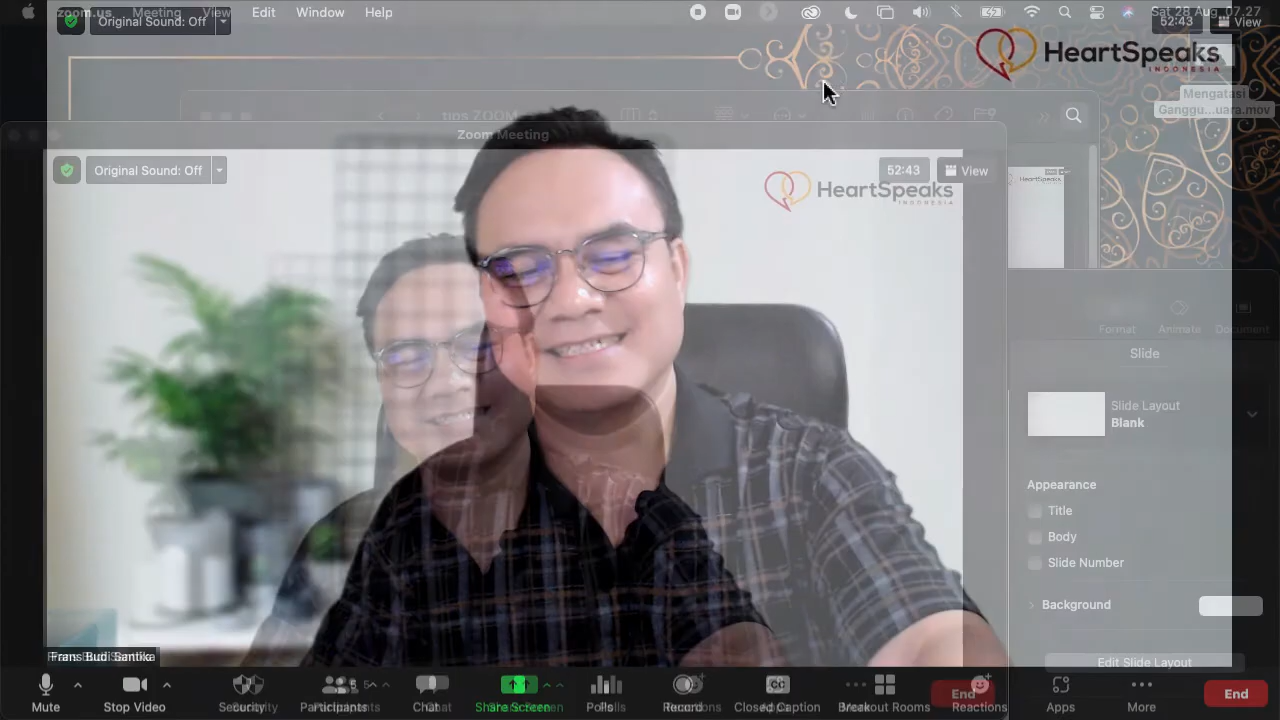 zoom.us Meeting View Edit Window Help
Sat 28 Aug 07.27
Original Sound: Off
52:43
View
HeartSpeaks
INDONESIA
Mengatasi
Ganggu...uara.mov
tips ZOOM
Zoom Meeting
Original Sound: Off
52:43
View
HeartSpeaks
INDONESIA
Format
Animate
Document
Slide
Slide Layout
Blank
Appearance
Title
Body
Slide Number
Background
Edit Slide Layout
Frans Budi Santika
Mute
Stop Video
Security
Participants
Chat
Share Screen
Polls
Record
Closed Caption
Breakout Rooms
Reactions
Apps
More
End
End